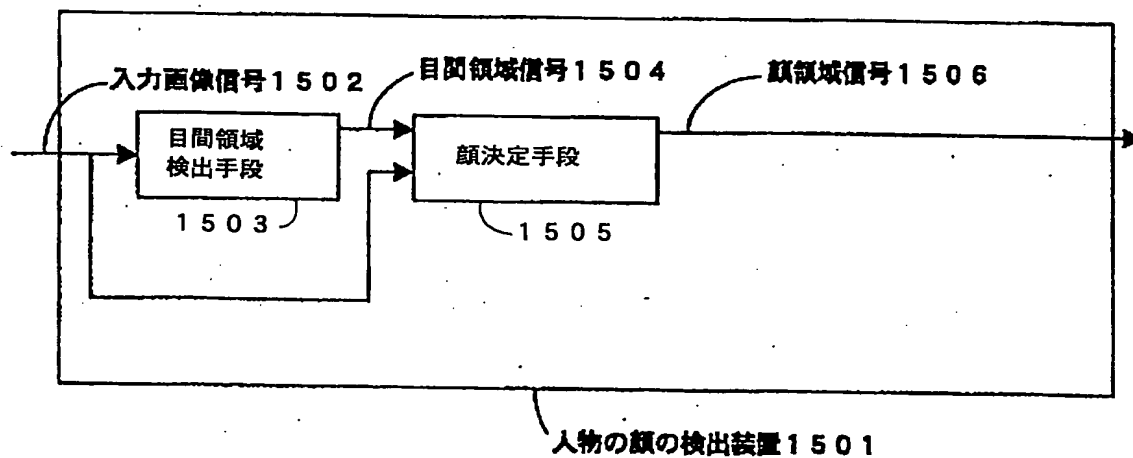 入力画像信号1502
目間領域信号1504
顔領域信号1506
目間領域
検出手段
顔決定手段
1503
1505
人物の顔の検出装置1501